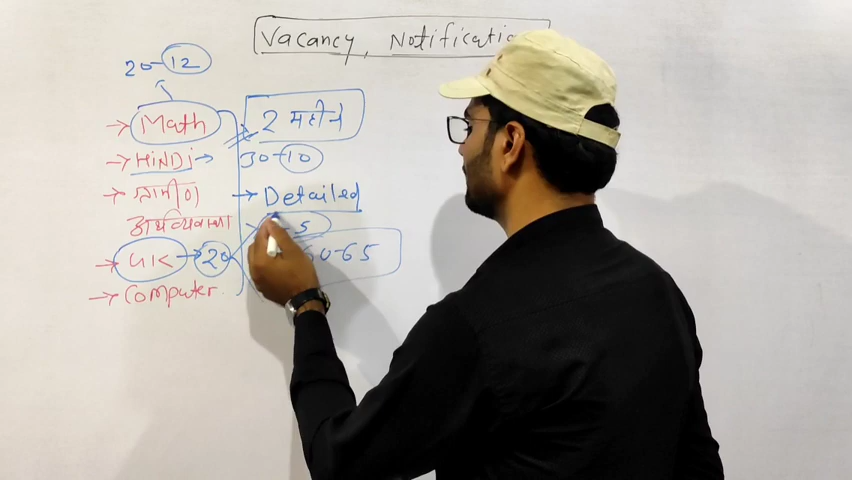 Vacancy, Notificatio
20-12
→ Math 2 महीने
→ HiNDi → 30-10
→ ग्रामीण → Detailed
अर्थव्यवस्था 5
→ GK → 20 60-65
→ Computer.